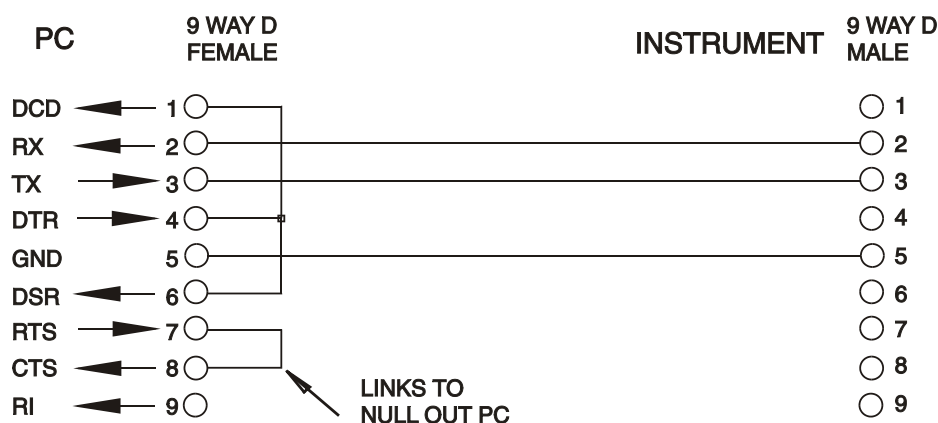 PC
9 WAY D
FEMALE
INSTRUMENT
9 WAY D
MALE
DCD 1 1
RX 2 2
TX 3 3
DTR 4 4
GND 5 5
DSR 6 6
RTS 7 7
CTS 8 8
RI 9 9
LINKS TO
NULL OUT PC